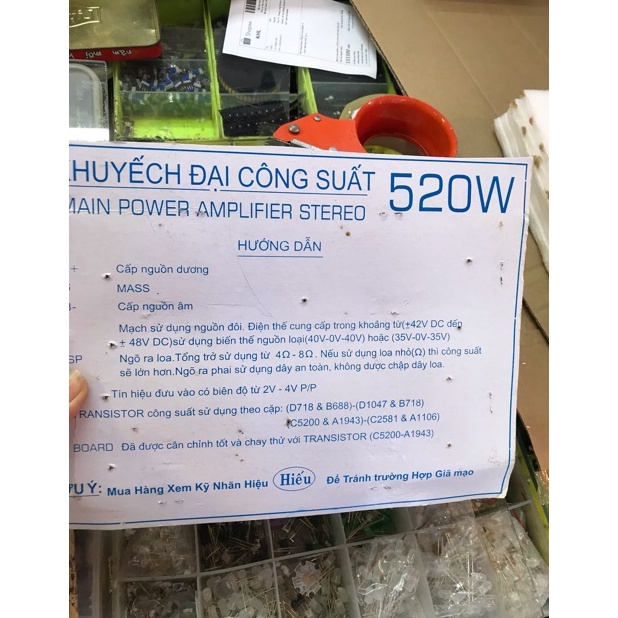 KHUYẾCH ĐẠI CÔNG SUẤT 520W
MAIN POWER AMPLIFIER STEREO
HƯỚNG DẪN
+ Cấp nguồn dương
MASS
- Cấp nguồn âm
Mạch sử dụng nguồn đôi. Điện thế cung cấp trong khoảng từ(±42V DC đến
± 48V DC)sử dụng biến thế nguồn loại(40V-0V-40V) hoặc (35V-0V-35V)
SP Ngõ ra loa.Tổng trở sử dụng từ 4Ω - 8Ω . Nếu sử dụng loa nhỏ(Ω) thì công suất
sẽ lớn hơn.Ngõ ra phai sử dụng dây an toàn, không được chập dây loa.
Tín hiệu đưu vào có biên độ từ 2V - 4V P/P
TRANSISTOR công suất sử dụng theo cặp: (D718 & B688)-(D1047 & B718)
(C5200 & A1943)-(C2581 & A1106)
BOARD Đã được cân chỉnh tốt và chạy thử với TRANSISTOR (C5200-A1943)
LƯU Ý: Mua Hàng Xem Kỹ Nhãn Hiệu Hiếu Để Tránh trường Hợp Giả mạo